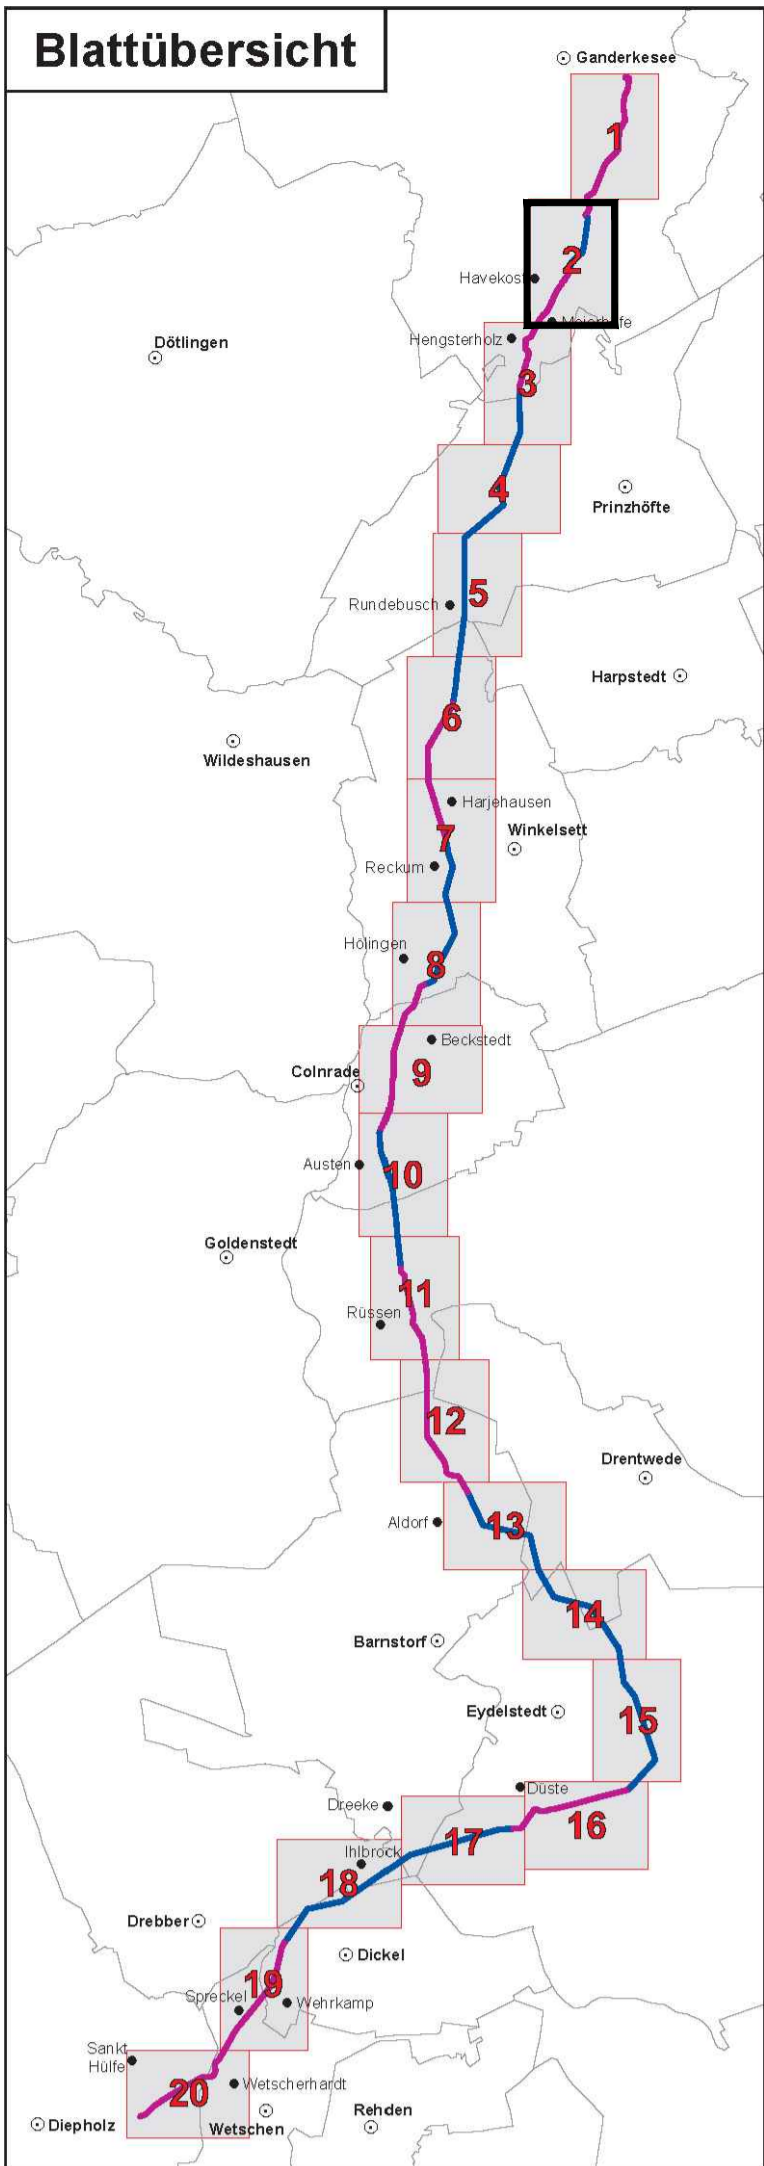 Blattübersicht
Ganderkesee
1
2
Havekost
Meierhafe
Hengsterholz
Dötlingen
3
4
Prinzhöfte
5
Rundebusch
Harpstedt
6
Wildeshausen
Harjehausen
7
Winkelsett
Reckum
Hölingen
8
Beckstedt
9
Colnrade
Austen
10
Goldenstedt
11
Rüssen
12
Drentwede
Aldorf
13
14
Barnstorf
Eydelstedt
15
Düste
Dreeke
16
17
Ihlbrock
18
Drebber
Dickel
19
Spreckel
Wehrkamp
Sankt
Hülfe
20
Wetscherhardt
Diepholz
Wetschen
Rehden